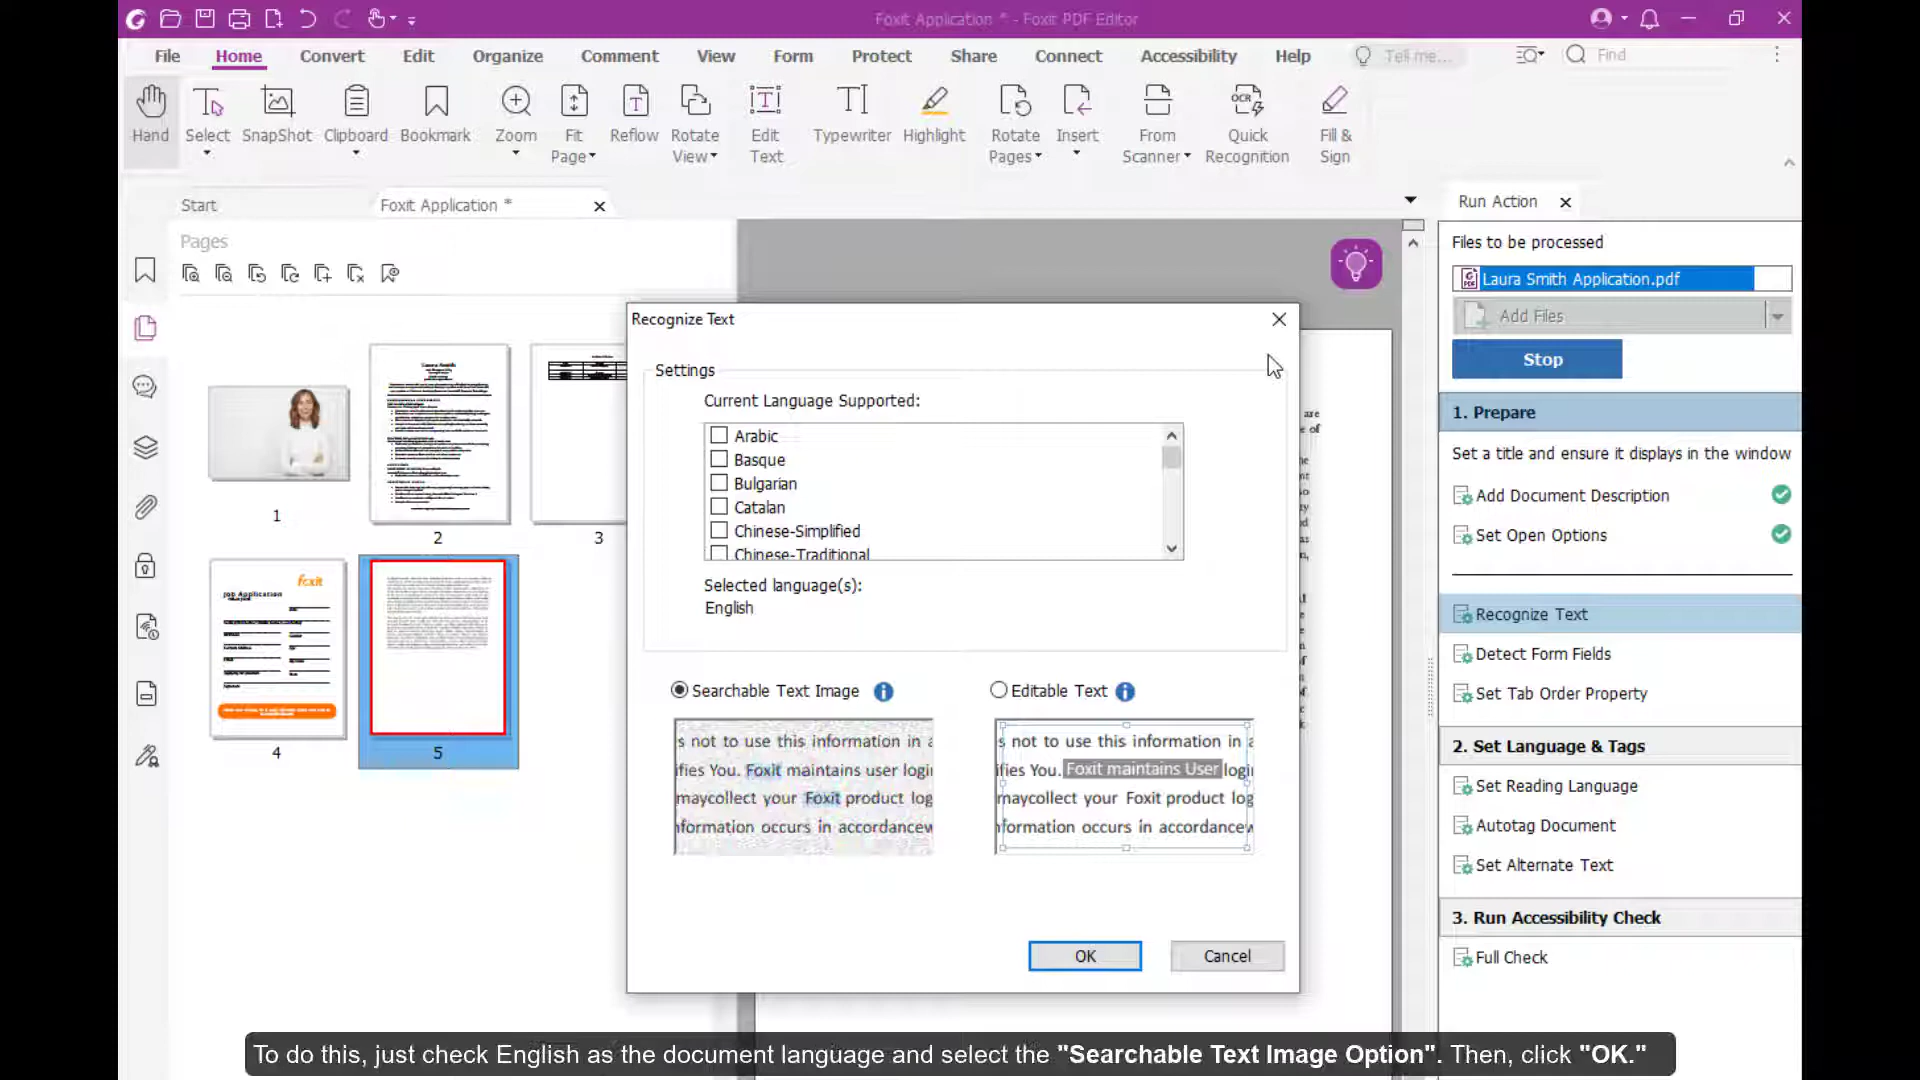 Foxit Application * - Foxit PDF Editor
File Home Convert Edit Organize Comment View Form Protect Share Connect Accessibility Help Tell me... Find
Hand Select SnapShot Clipboard Bookmark Zoom Fit Page Reflow Rotate View Edit Text Typewriter Highlight Rotate Pages Insert From Scanner OCR Quick Recognition Fill & Sign
Start Foxit Application *
Pages
1
2
3
foxit
Job Application
4
5
Recognize Text
Settings
Current Language Supported:
Arabic
Basque
Bulgarian
Catalan
Chinese-Simplified
Chinese-Traditional
Selected language(s):
English
Searchable Text Image
s not to use this information in a
ifies You. Foxit maintains user logi
maycollect your Foxit product log
formation occurs in accordancew
Editable Text
s not to use this information in a
ifies You. Foxit maintains User logi
maycollect your Foxit product log
formation occurs in accordancew
OK
Cancel
Run Action
Files to be processed
Laura Smith Application.pdf
Add Files
Stop
1. Prepare
Set a title and ensure it displays in the window
Add Document Description
Set Open Options
Recognize Text
Detect Form Fields
Set Tab Order Property
2. Set Language & Tags
Set Reading Language
Autotag Document
Set Alternate Text
3. Run Accessibility Check
Full Check
To do this, just check English as the document language and select the "Searchable Text Image Option". Then, click "OK."